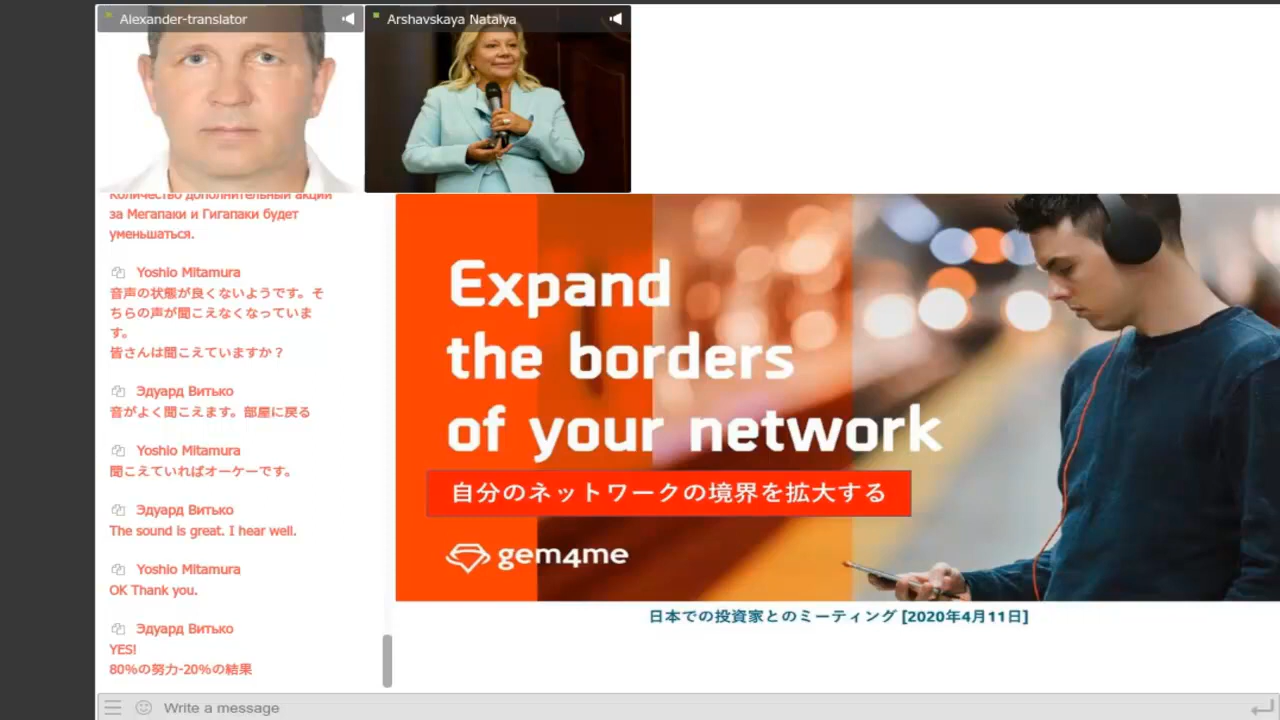 Alexander-translator
Arshavskaya Natalya
Количество дополнительный акций
за Мегапаки и Гигапаки будет
уменьшаться.
Yoshio Mitamura
音声の状態が良くないようです。そ
ちらの声が聞こえなくなっていま
す。
皆さんは聞こえていますか？
Эдуард Витько
音がよく聞こえます。部屋に戻る
Yoshio Mitamura
聞こえていればオーケーです。
Эдуард Витько
The sound is great. I hear well.
Yoshio Mitamura
OK Thank you.
Эдуард Витько
YES!
80%の努力-20%の結果
Write a message
Expand
the borders
of your network
自分のネットワークの境界を拡大する
gem4me
日本での投資家とのミーティング [2020年4月11日]